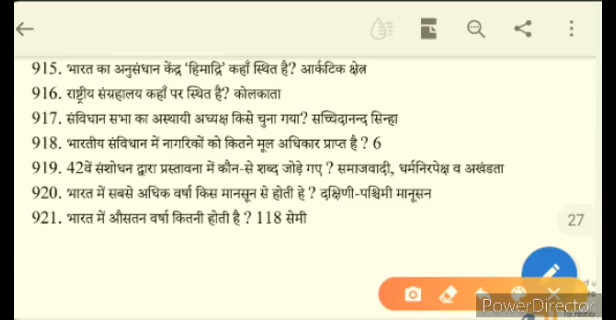 915. भारत का अनुसंधान केंद्र 'हिमाद्रि' कहाँ स्थित है? आर्कटिक क्षेत्र
916. राष्ट्रीय संग्रहालय कहाँ पर स्थित है? कोलकाता
917. संविधान सभा का अस्थायी अध्यक्ष किसे चुना गया? सच्चिदानन्द सिन्हा
918. भारतीय संविधान में नागरिकों को कितने मूल अधिकार प्राप्त है? 6
919. 42वें संशोधन द्वारा प्रस्तावना में कौन-से शब्द जोड़े गए ? समाजवादी, धर्मनिरपेक्ष व अखंडता
920. भारत में सबसे अधिक वर्षा किस मानसून से होती हे ? दक्षिणी-पश्चिमी मानूसन
921. भारत में औसतन वर्षा कितनी होती है ? 118 सेमी
27
PowerDirector